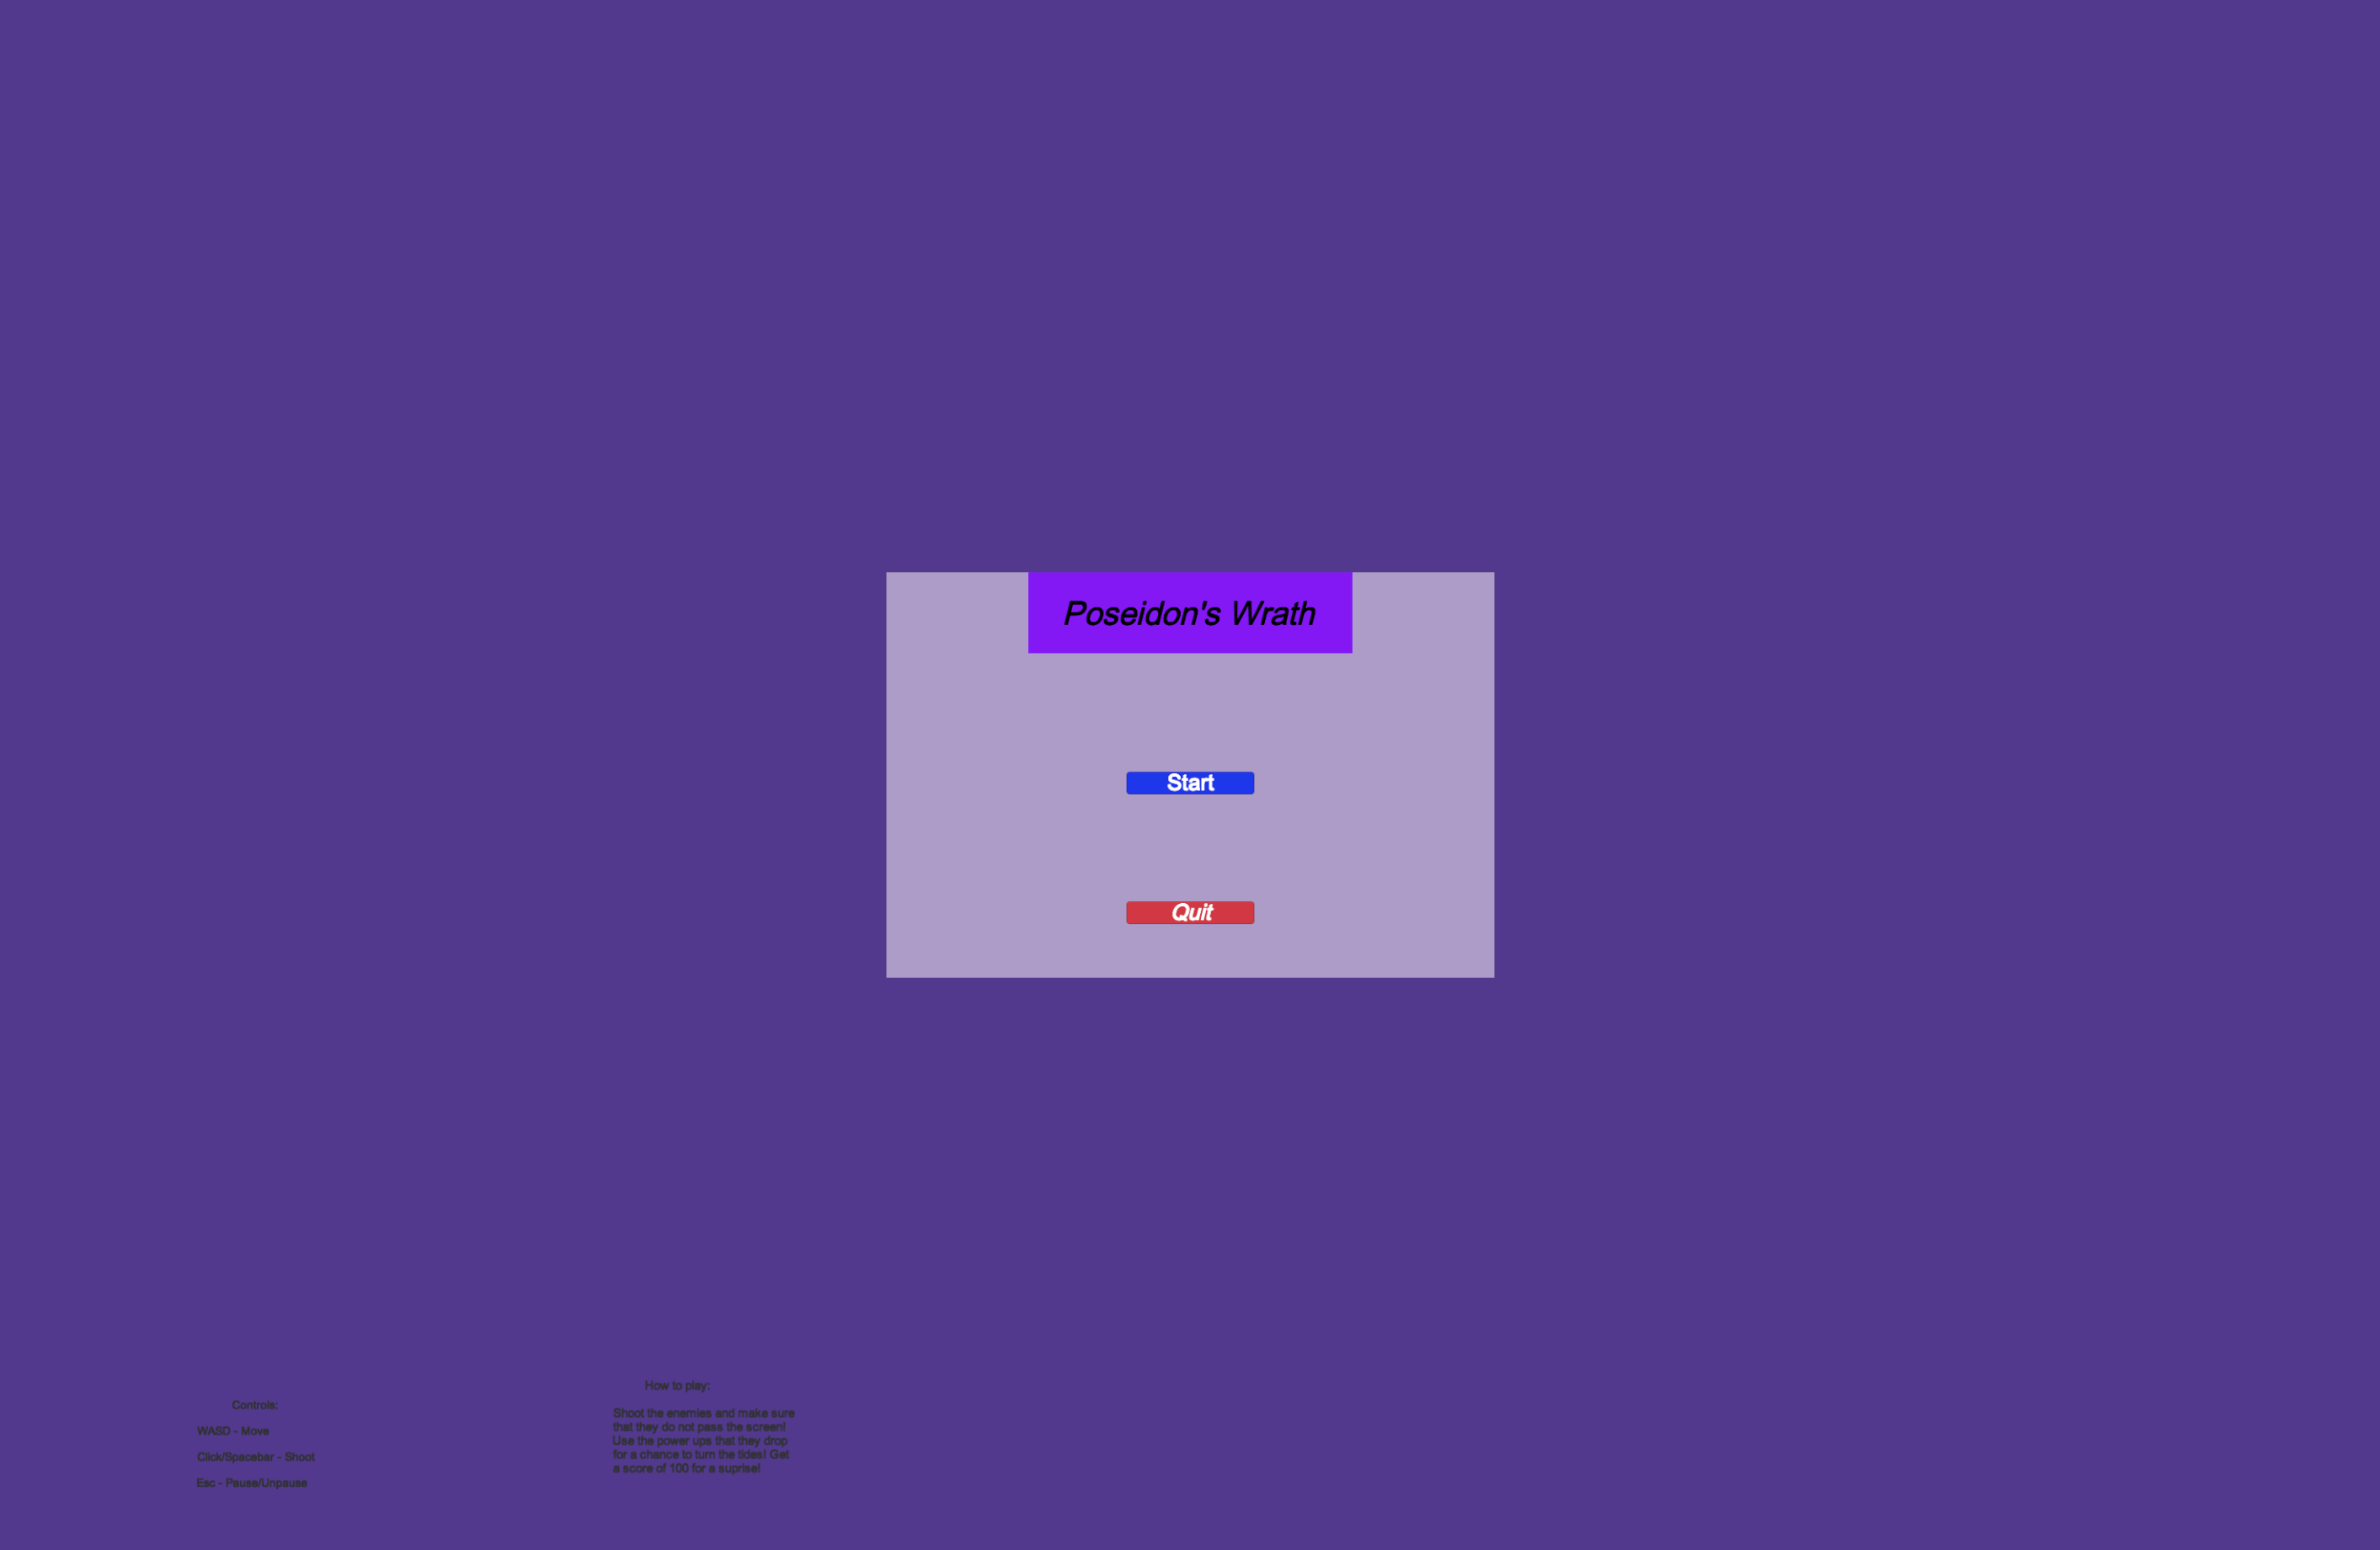 Poseidon's Wrath
Start
Quit
Controls:
WASD - Move
Click/Spacebar - Shoot
Esc - Pause/Unpause
How to play:
Shoot the enemies and make sure
that they do not pass the screen!
Use the power ups that they drop
for a chance to turn the tides! Get
a score of 100 for a suprise!